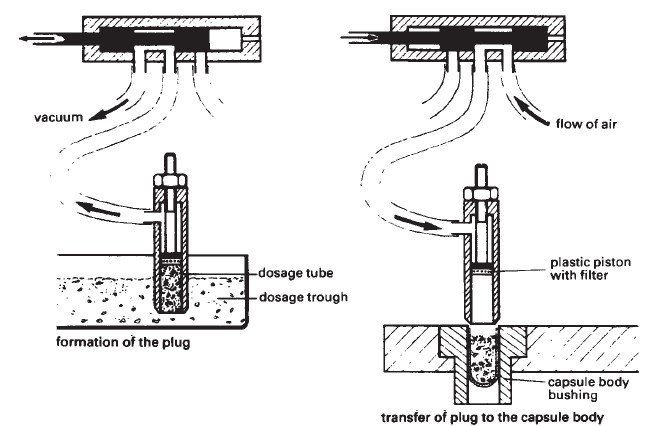 vacuum
flow of air
dosage tube
dosage trough
formation of the plug
plastic piston
with filter
capsule body
bushing
transfer of plug to the capsule body